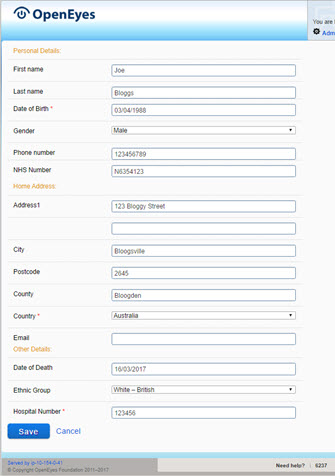 OpenEyes
You are
Adm
Personal Details:
First name Joe
Last name Bloggs
Date of Birth * 03/04/1988
Gender Male
Phone number 123456789
NHS Number N6354123
Home Address:
Address1 123 Bloggy Street
City Bloogsville
Postcode 2645
County Bloogden
Country * Australia
Email
Other Details:
Date of Death 16/03/2017
Ethnic Group White – British
Hospital Number * 123456
Save Cancel
Served by ip-10-159-0-41
© Copyright OpenEyes Foundation 2011–2017
Need help? | 6237